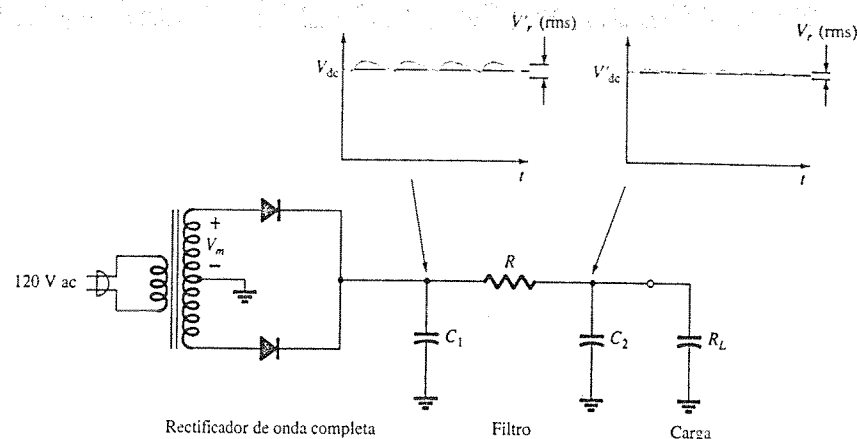 V'r (rms)
Vr (rms)
Vdc
V'dc
t
t
+
Vm
−
120 V ac
R
C1
C2
RL
Rectificador de onda completa
Filtro
Carga